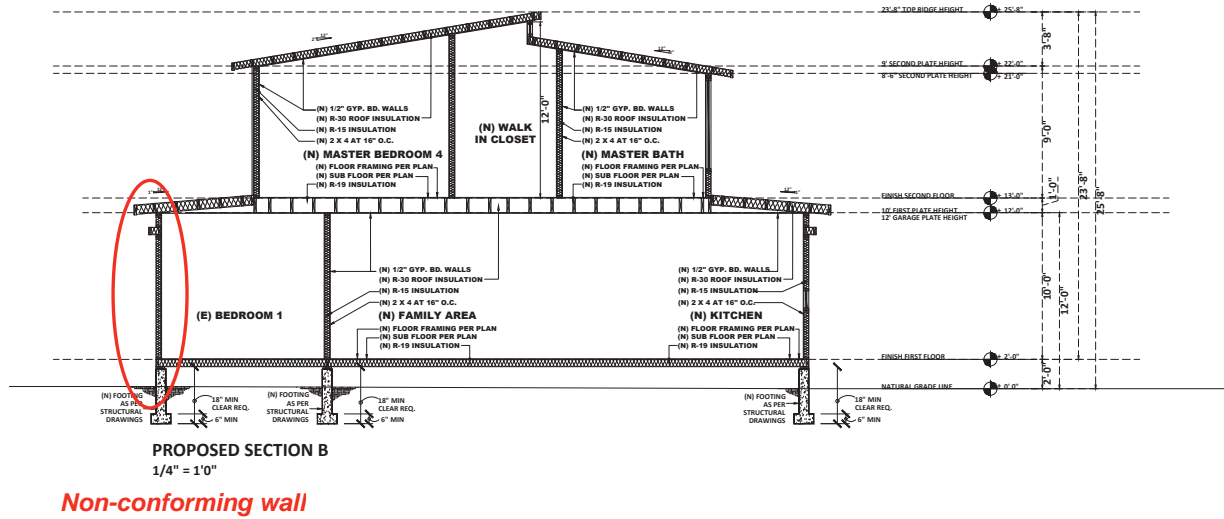 23'-8" TOP RIDGE HEIGHT
+ 25'-8"
12"
2"
12"
3'-8"
9' SECOND PLATE HEIGHT
+ 22'-0"
8'-6" SECOND PLATE HEIGHT
+ 21'-0"
(N) 1/2" GYP. BD. WALLS
(N) R-30 ROOF INSULATION
(N) R-15 INSULATION
(N) 2 X 4 AT 16" O.C.
(N) MASTER BEDROOM 4
(N) FLOOR FRAMING PER PLAN
(N) SUB FLOOR PER PLAN
(N) R-19 INSULATION
(N) WALK
IN CLOSET
12'-0"
(N) 1/2" GYP. BD. WALLS
(N) R-30 ROOF INSULATION
(N) R-15 INSULATION
(N) 2 X 4 AT 16" O.C.
(N) MASTER BATH
(N) FLOOR FRAMING PER PLAN
(N) SUB FLOOR PER PLAN
(N) R-19 INSULATION
9'-0"
23'-8"
25'-8"
12"
1"
12"
FINISH SECOND FLOOR
+ 13'-0"
1'-0"
10' FIRST PLATE HEIGHT
+ 12'-0"
12' GARAGE PLATE HEIGHT
(N) 1/2" GYP. BD. WALLS
(N) R-30 ROOF INSULATION
(N) R-15 INSULATION
(N) 2 X 4 AT 16" O.C.
(E) BEDROOM 1
(N) FAMILY AREA
(N) FLOOR FRAMING PER PLAN
(N) SUB FLOOR PER PLAN
(N) R-19 INSULATION
(N) 1/2" GYP. BD. WALLS
(N) R-30 ROOF INSULATION
(N) R-15 INSULATION
(N) 2 X 4 AT 16" O.C.
(N) KITCHEN
(N) FLOOR FRAMING PER PLAN
(N) SUB FLOOR PER PLAN
(N) R-19 INSULATION
10'-0"
12'-0"
FINISH FIRST FLOOR
+ 2'-0"
2'-0"
NATURAL GRADE LINE
+ 0' 0"
(N) FOOTING
AS PER
STRUCTURAL
DRAWINGS
18" MIN
CLEAR REQ.
6" MIN
(N) FOOTING
AS PER
STRUCTURAL
DRAWINGS
18" MIN
CLEAR REQ.
6" MIN
(N) FOOTING
AS PER
STRUCTURAL
DRAWINGS
18" MIN
CLEAR REQ.
6" MIN
PROPOSED SECTION B
1/4" = 1'0"
Non-conforming wall